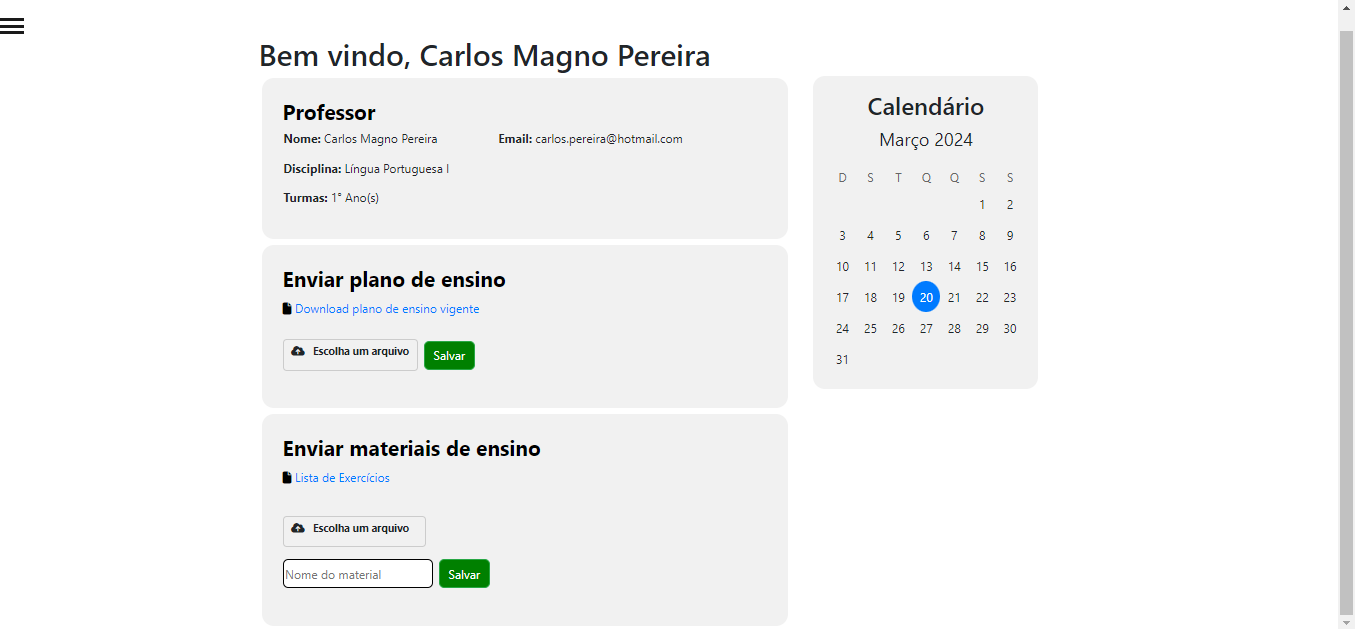 Bem vindo, Carlos Magno Pereira
Professor
Nome: Carlos Magno Pereira Email: carlos.pereira@hotmail.com
Disciplina: Língua Portuguesa I
Turmas: 1° Ano(s)
Enviar plano de ensino
Download plano de ensino vigente
Escolha um arquivo Salvar
Enviar materiais de ensino
Lista de Exercícios
Escolha um arquivo
Nome do material Salvar
Calendário
Março 2024
D S T Q Q S S
1 2
3 4 5 6 7 8 9
10 11 12 13 14 15 16
17 18 19 20 21 22 23
24 25 26 27 28 29 30
31